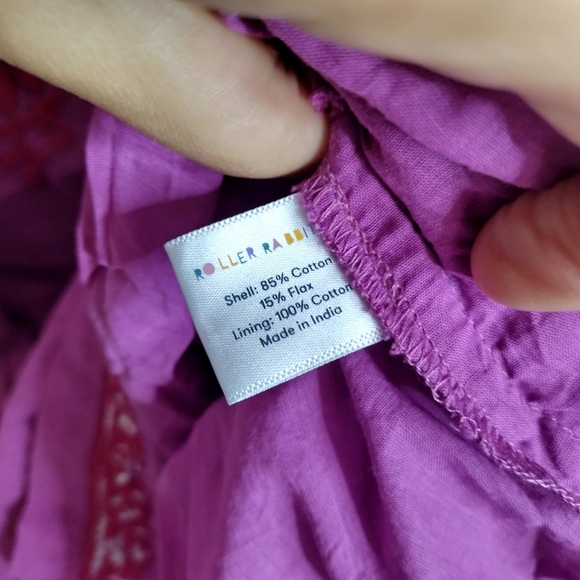 ROLLER RABBI
Shell: 85% Cotton
15% Flax
Lining: 100% Cotton
Made in India